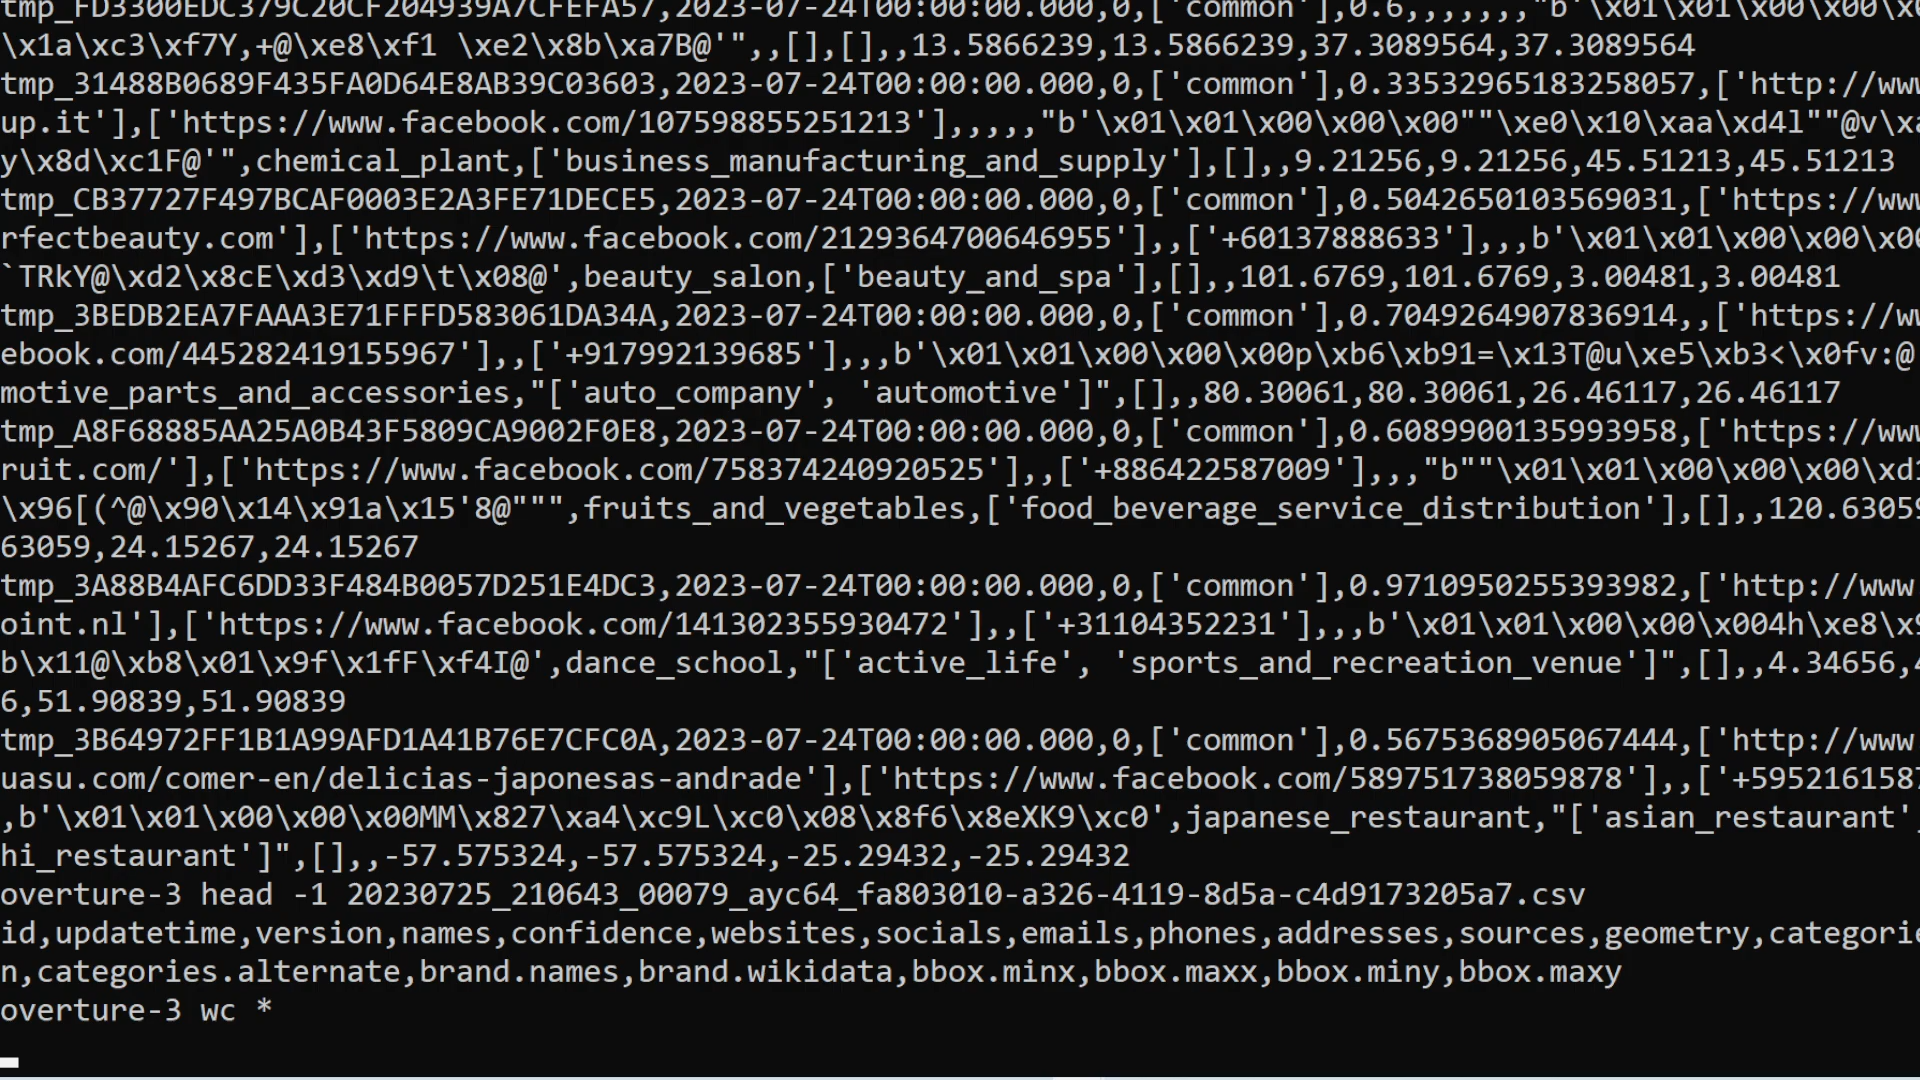 tmp_FD3300EDC379C20CF204939A7CFEFA57,2023-07-24T00:00:00.000,0,['common'],0.6,,,,,,,"b'\x01\x01\x00\x00\x0
\x1a\xc3\xf7Y,+@\xe8\xf1 \xe2\x8b\xa7B@'",,[],[],,13.5866239,13.5866239,37.3089564,37.3089564
tmp_31488B0689F435FA0D64E8AB39C03603,2023-07-24T00:00:00.000,0,['common'],0.33532965183258057,['http://ww
up.it'],['https://www.facebook.com/107598855251213'],,,,,"b'\x01\x01\x00\x00\x00""\xe0\x10\xaa\xd4l""@v\x
y\x8d\xc1F@'",chemical_plant,['business_manufacturing_and_supply'],[],,9.21256,9.21256,45.51213,45.51213
tmp_CB37727F497BCAF0003E2A3FE71DECE5,2023-07-24T00:00:00.000,0,['common'],0.5042650103569031,['https://ww
rfectbeauty.com'],['https://www.facebook.com/2129364700646955'],,['+60137888633'],,,b'\x01\x01\x00\x00\x0
`TRkY@\xd2\x8cE\xd3\xd9\t\x08@',beauty_salon,['beauty_and_spa'],[],,101.6769,101.6769,3.00481,3.00481
tmp_3BEDB2EA7FAAA3E71FFFD583061DA34A,2023-07-24T00:00:00.000,0,['common'],0.7049264907836914,,['https://w
ebook.com/445282419155967'],,['+917992139685'],,,b'\x01\x01\x00\x00\x00p\xb6\xb91=\x13T@u\xe5\xb3<\x0fv:@
motive_parts_and_accessories,"['auto_company', 'automotive']",[],,80.30061,80.30061,26.46117,26.46117
tmp_A8F68885AA25A0B43F5809CA9002F0E8,2023-07-24T00:00:00.000,0,['common'],0.6089900135993958,['https://ww
ruit.com/'],['https://www.facebook.com/758374240920525'],,['+886422587009'],,,"b""\x01\x01\x00\x00\x00\xd
\x96[(^@\x90\x14\x91a\x15'8@""",fruits_and_vegetables,['food_beverage_service_distribution'],[],,120.6305
63059,24.15267,24.15267
tmp_3A88B4AFC6DD33F484B0057D251E4DC3,2023-07-24T00:00:00.000,0,['common'],0.9710950255393982,['http://www
oint.nl'],['https://www.facebook.com/141302355930472'],,['+31104352231'],,,b'\x01\x01\x00\x00\x004h\xe8\x
b\x11@\xb8\x01\x9f\x1fF\xf4I@',dance_school,"['active_life', 'sports_and_recreation_venue']",[],,4.34656,
6,51.90839,51.90839
tmp_3B64972FF1B1A99AFD1A41B76E7CFC0A,2023-07-24T00:00:00.000,0,['common'],0.5675368905067444,['http://www
uasu.com/comer-en/delicias-japonesas-andrade'],['https://www.facebook.com/589751738059878'],,['+595216158
,b'\x01\x01\x00\x00\x00MM\x827\xa4\xc9L\xc0\x08\x8f6\x8eXK9\xc0',japanese_restaurant,"['asian_restaurant'
hi_restaurant']",[],,-57.575324,-57.575324,-25.29432,-25.29432
overture-3 head -1 20230725_210643_00079_ayc64_fa803010-a326-4119-8d5a-c4d9173205a7.csv
id,updatetime,version,names,confidence,websites,socials,emails,phones,addresses,sources,geometry,categori
n,categories.alternate,brand.names,brand.wikidata,bbox.minx,bbox.maxx,bbox.miny,bbox.maxy
overture-3 wc *